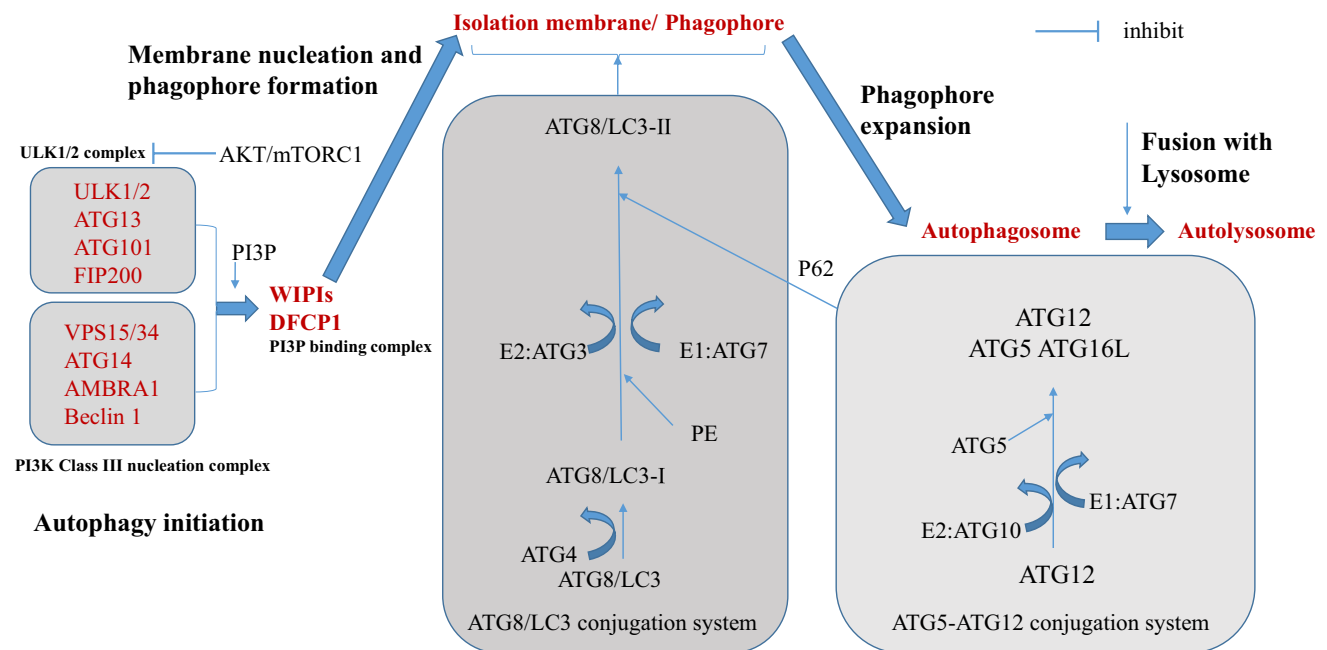 Isolation membrane/ Phagophore
inhibit
Membrane nucleation and
phagophore formation
Phagophore
expansion
Fusion with
Lysosome
ULK1/2 complex
AKT/mTORC1
ULK1/2
ATG13
ATG101
FIP200
PI3P
WIPIs
DFCP1
PI3P binding complex
VPS15/34
ATG14
AMBRA1
Beclin 1
PI3K Class III nucleation complex
Autophagy initiation
ATG8/LC3-II
E2:ATG3
E1:ATG7
PE
ATG8/LC3-I
ATG4
ATG8/LC3
ATG8/LC3 conjugation system
P62
Autophagosome
Autolysosome
ATG12
ATG5 ATG16L
ATG5
E1:ATG7
E2:ATG10
ATG12
ATG5-ATG12 conjugation system